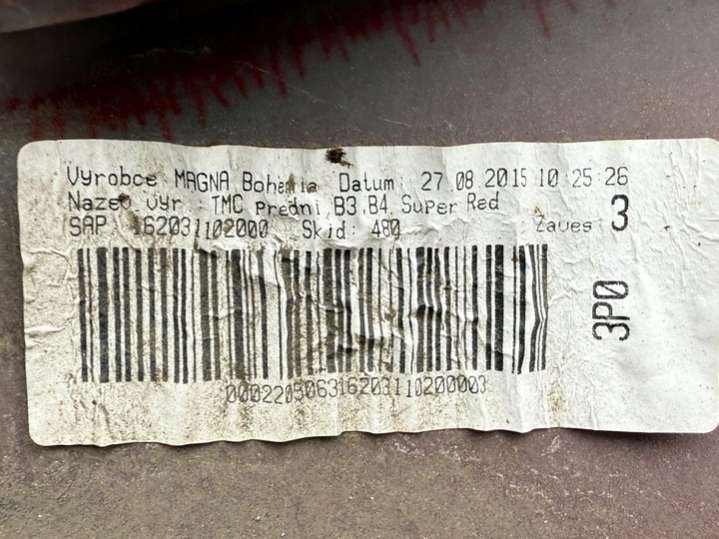 Vyrobce: MAGNA Bohemia Datum: 27.08.2015 10:25:26
Nazev vyr.: TMC predni,B3,B4 Super Red
SAP: 162031102000 Skid: 480 Zaves: 3
3P0
0002205063162031102000003